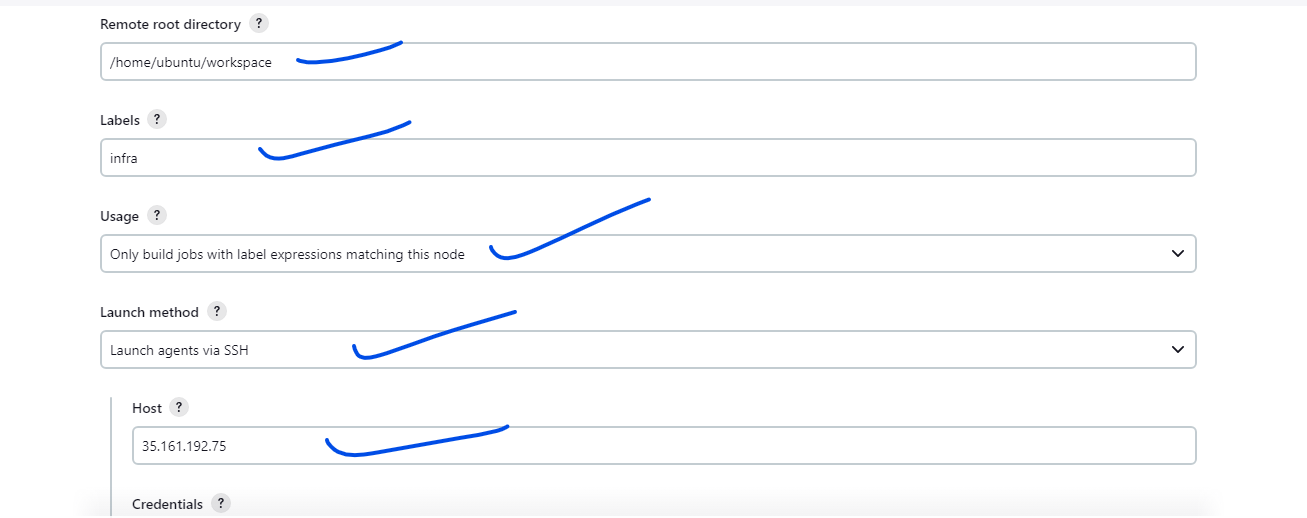 Remote root directory ?
/home/ubuntu/workspace
Labels ?
infra
Usage ?
Only build jobs with label expressions matching this node
Launch method ?
Launch agents via SSH
Host ?
35.161.192.75
Credentials ?